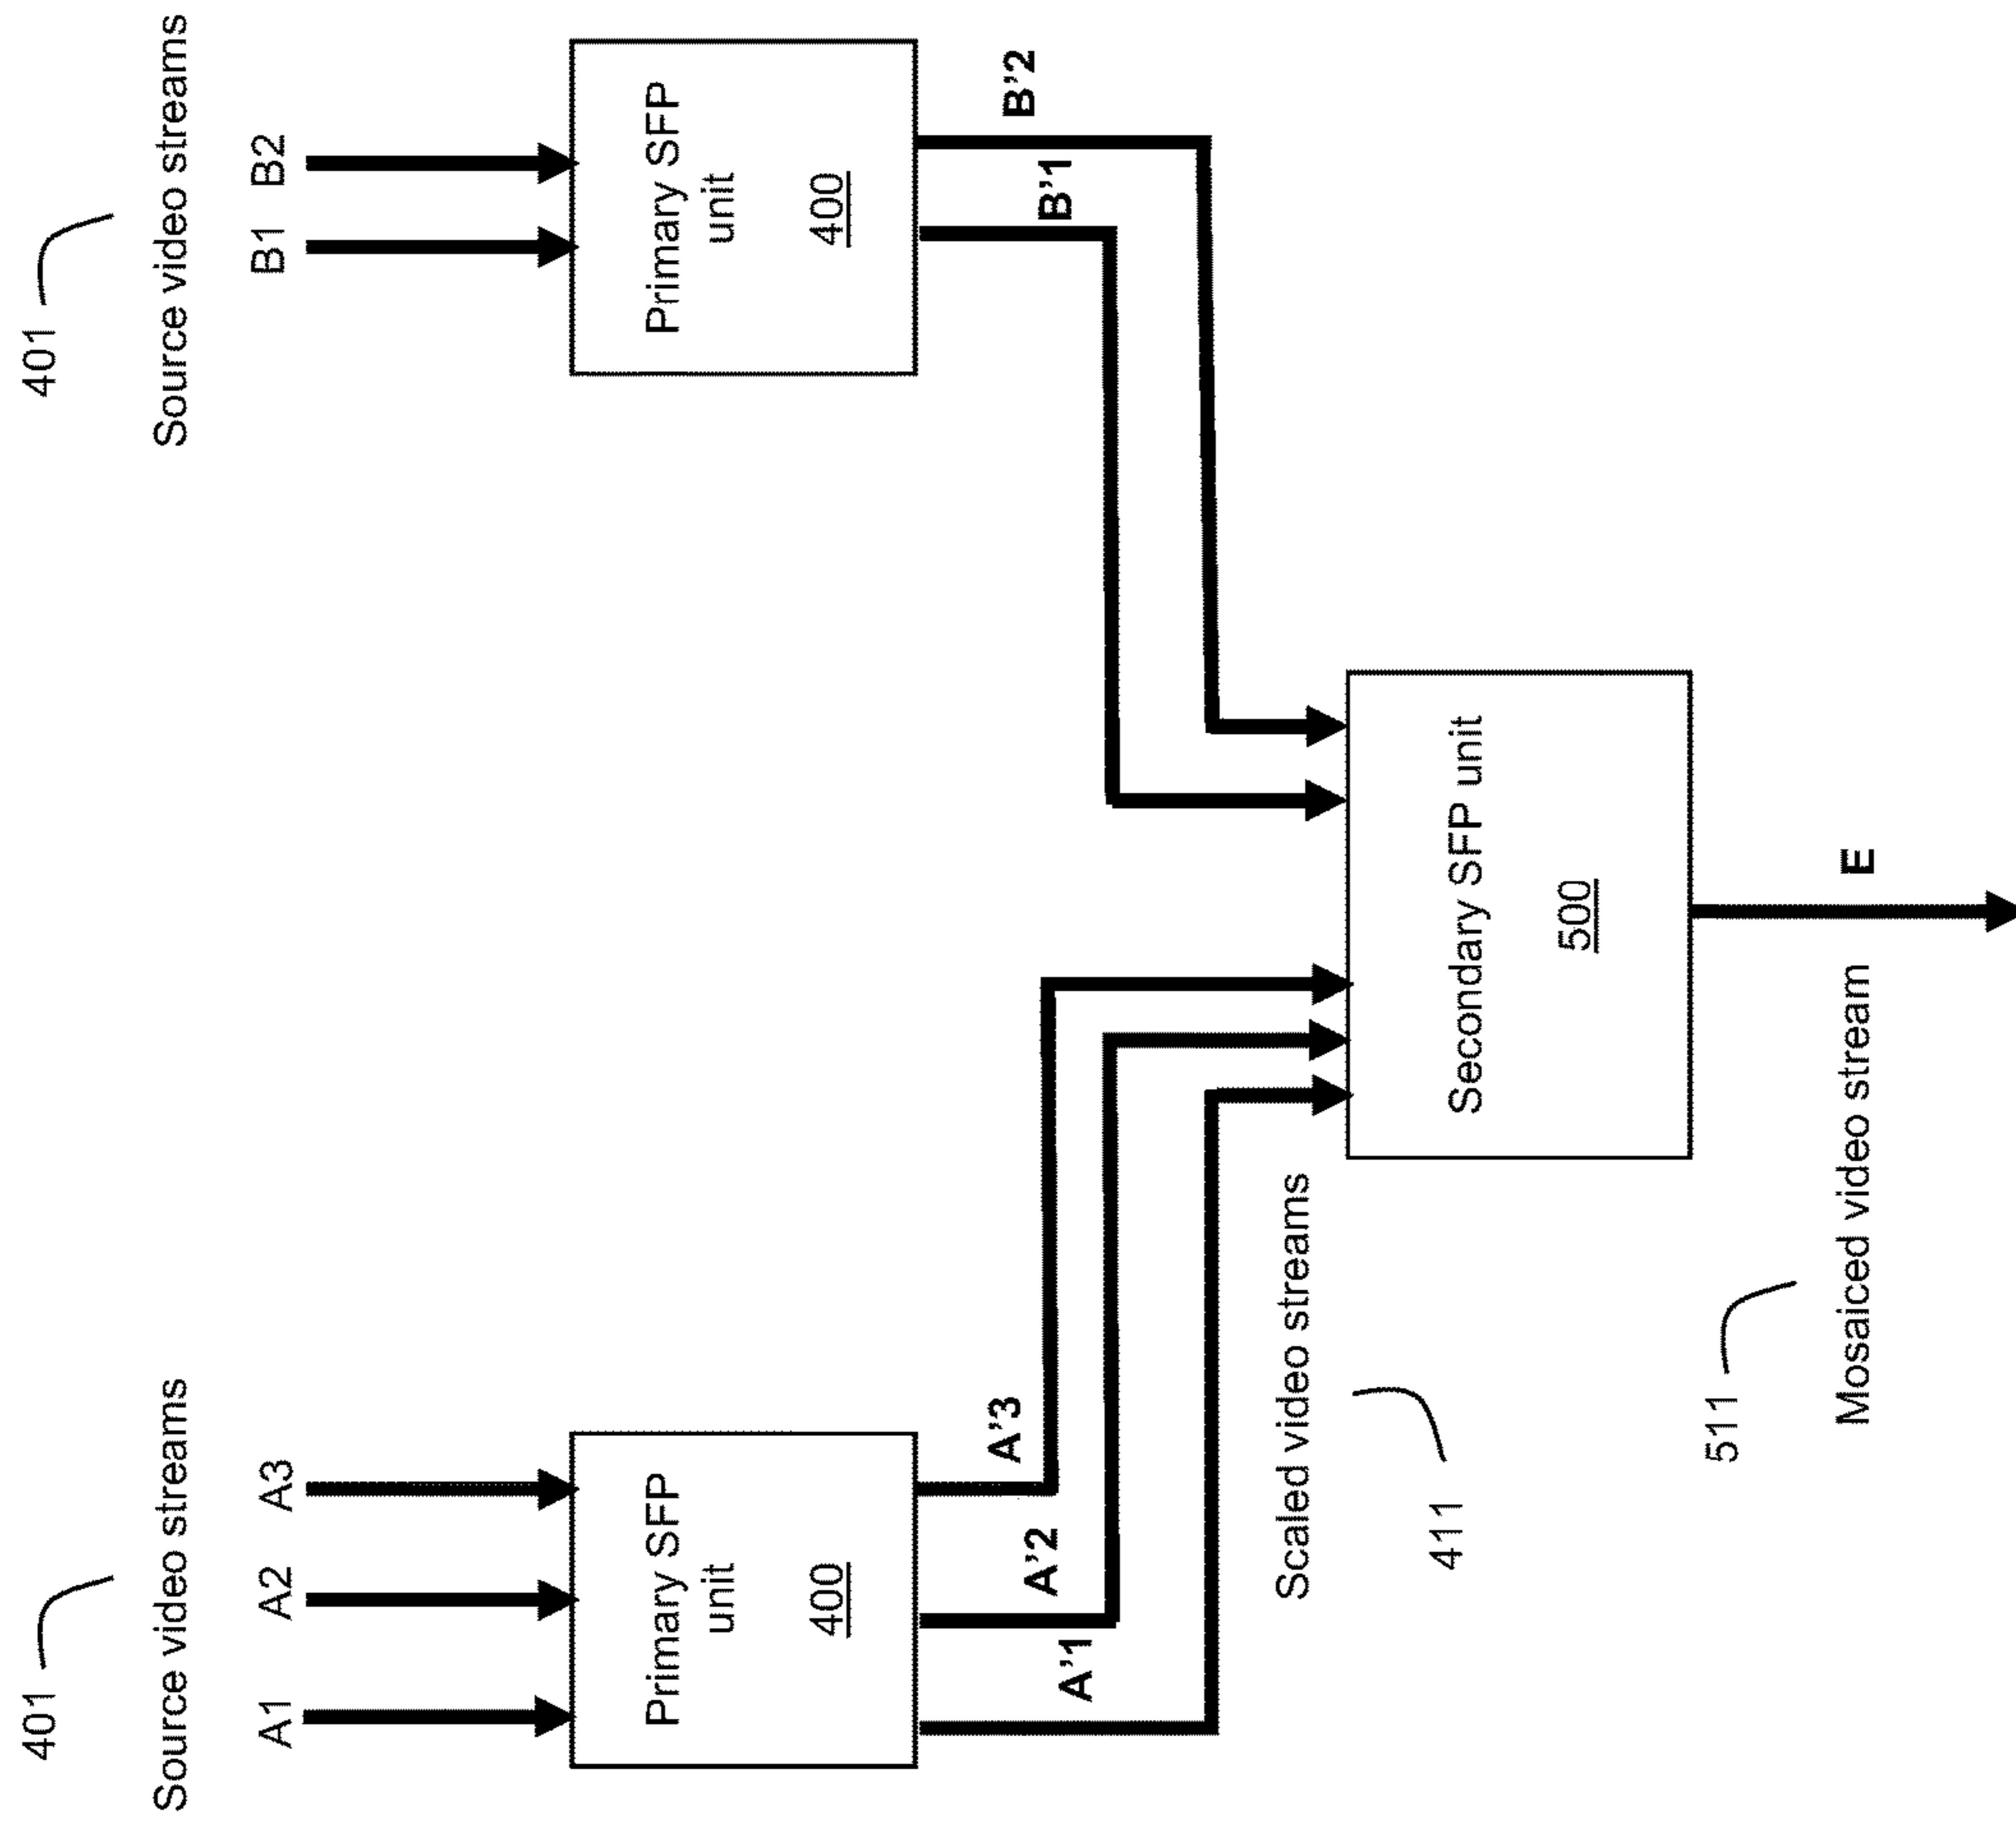 401
Source video streams
A1 A2 A3
Primary SFP
unit
400
A'1
A'2
A'3
401
Source video streams
B1 B2
Primary SFP
unit
400
B'1
B'2
Scaled video streams
411
Secondary SFP unit
500
511
Mosaiced video stream
E